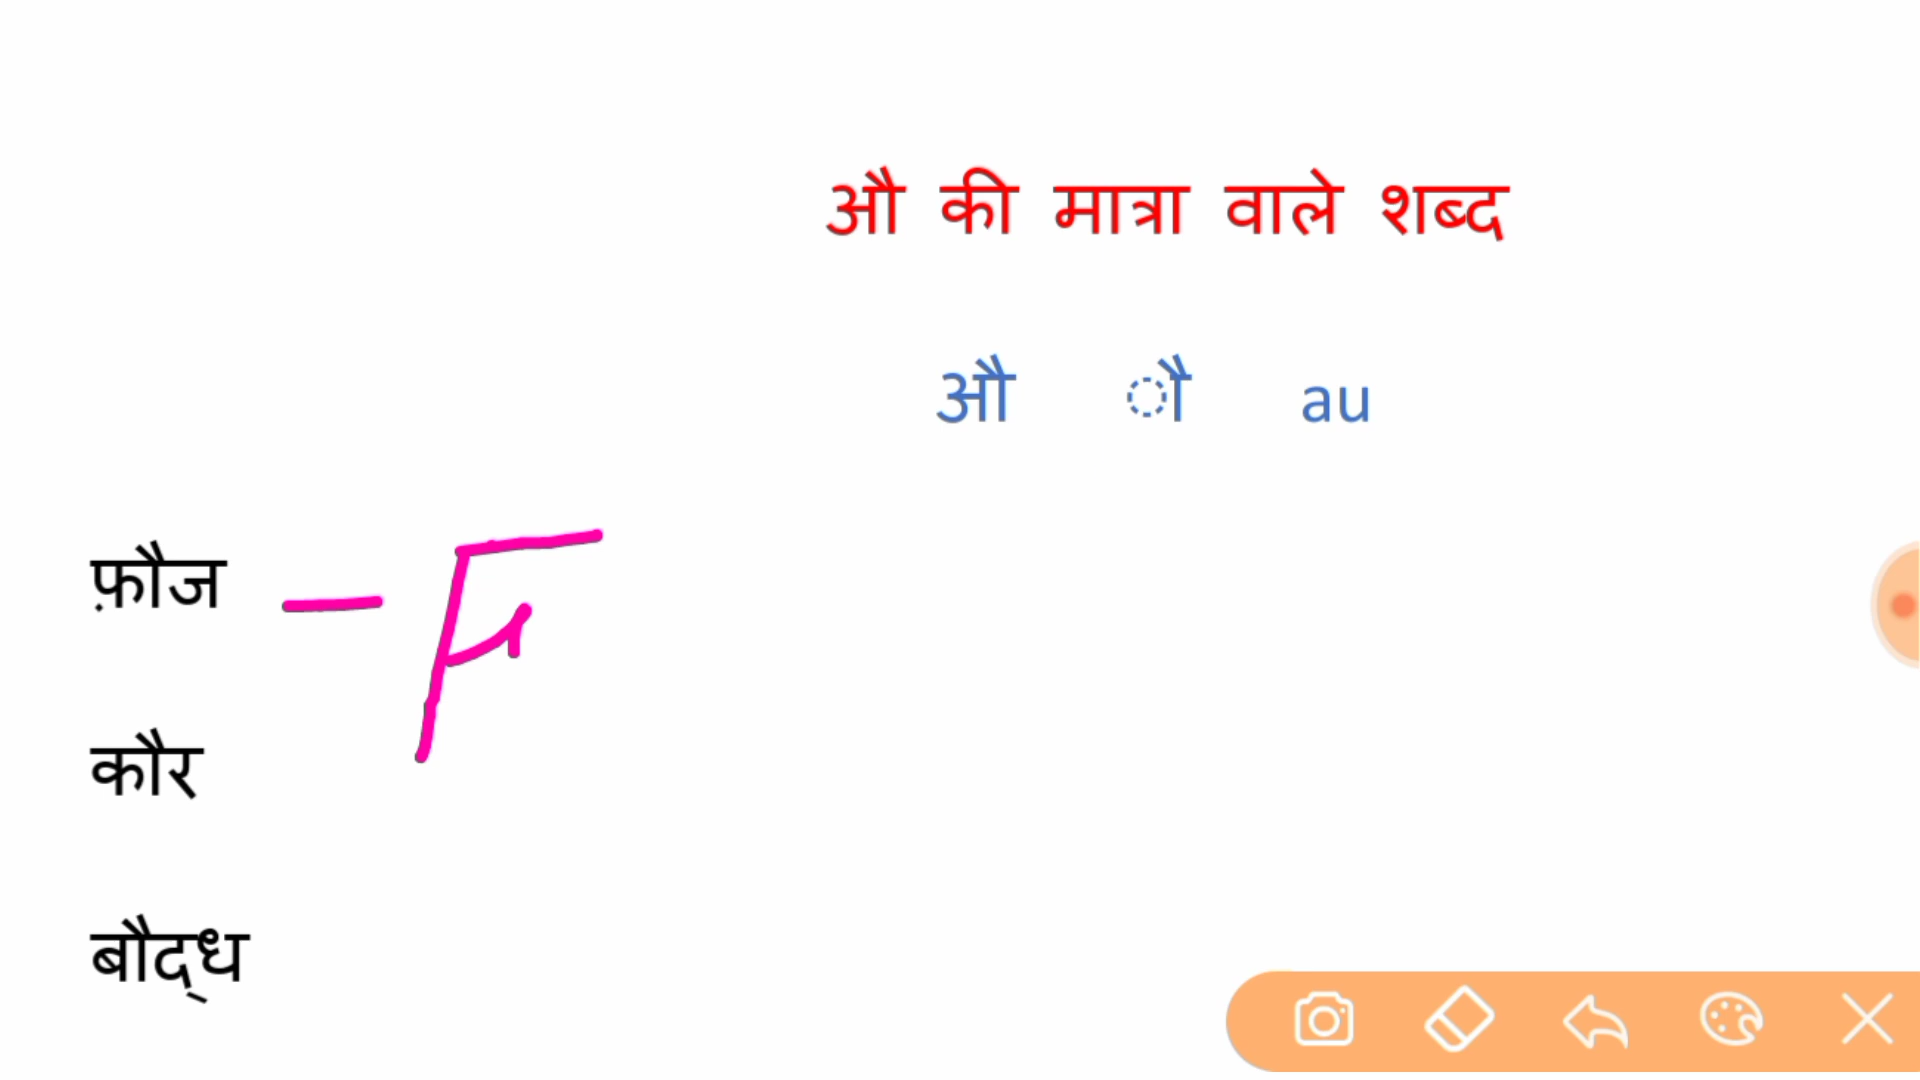 औ की मात्रा वाले शब्द
औ ौ au
फ़ौज – F
कौर
बौद्‌ध